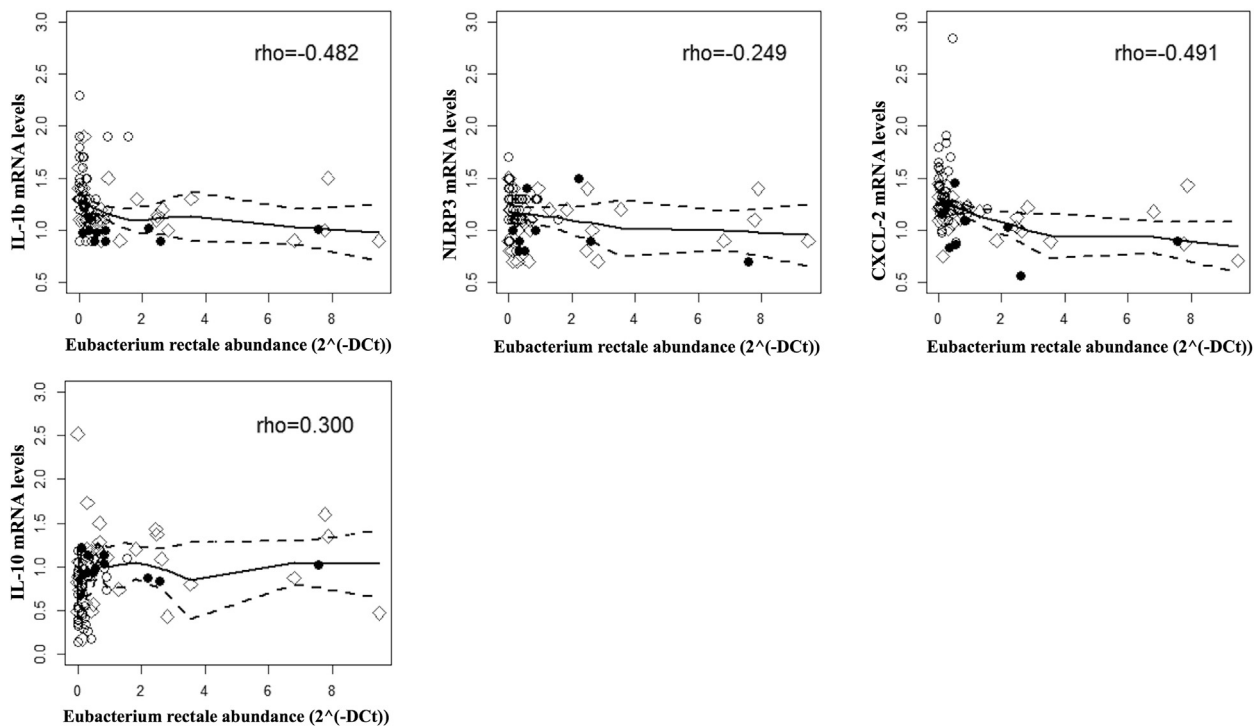 3.0
2.5
2.0
1.5
1.0
0.5
IL-1b mRNA levels
rho=-0.482
0 2 4 6 8
Eubacterium rectale abundance (2^(-DCt))
3.0
2.5
2.0
1.5
1.0
0.5
NLRP3 mRNA levels
rho=-0.249
0 2 4 6 8
Eubacterium rectale abundance (2^(-DCt))
3.0
2.5
2.0
1.5
1.0
0.5
CXCL-2 mRNA levels
rho=-0.491
0 2 4 6 8
Eubacterium rectale abundance (2^(-DCt))
3.0
2.5
2.0
1.5
1.0
0.5
0.0
IL-10 mRNA levels
rho=0.300
0 2 4 6 8
Eubacterium rectale abundance (2^(-DCt))